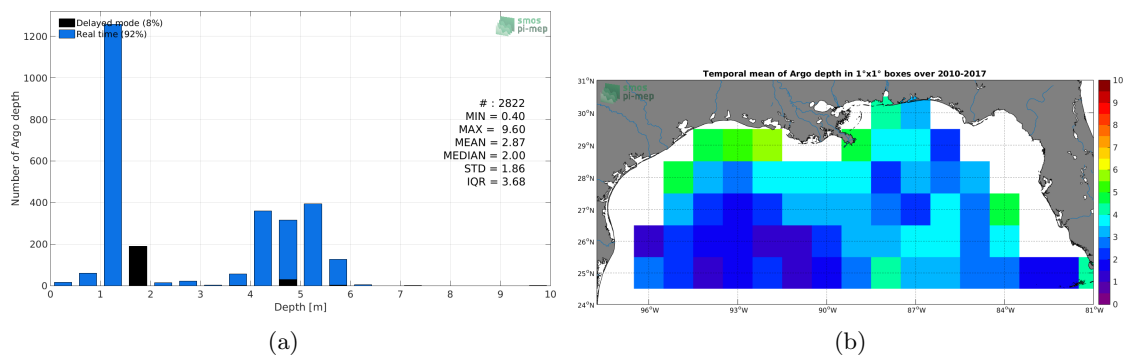 Delayed mode (8%)
Real time (92%)
smos
pi-mep
# : 2822
MIN = 0.40
MAX = 9.60
MEAN = 2.87
MEDIAN = 2.00
STD = 1.86
IQR = 3.68
Number of Argo depth
0
200
400
600
800
1000
1200
0 1 2 3 4 5 6 7 8 9 10
Depth [m]
(a)
Temporal mean of Argo depth in 1°x1° boxes over 2010-2017
smos
pi-mep
31°N
30°N
29°N
28°N
27°N
26°N
25°N
24°N
96°W 93°W 90°W 87°W 84°W 81°W
10
9
8
7
6
5
4
3
2
1
0
(b)